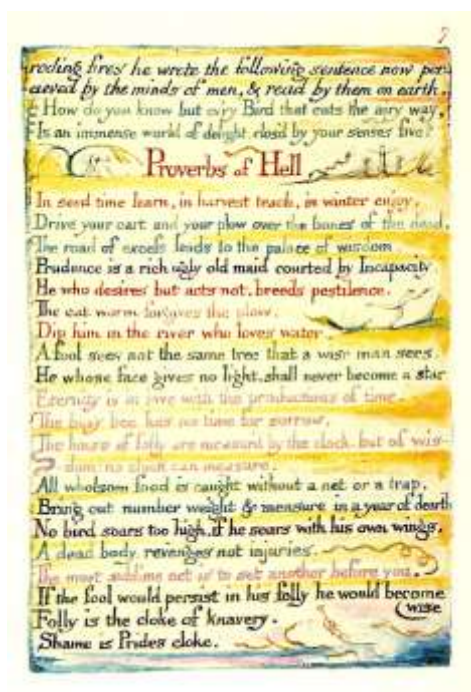 7
roding fires he wrote the following sentence now per-
cieved by the minds of men, & read by them on earth.
How do you know but ev'ry Bird that cuts the airy way,
Is an immense world of delight, clos'd by your senses five?
Proverbs of Hell
In seed time learn, in harvest teach, in winter enjoy.
Drive your cart and your plow over the bones of the dead.
The road of excess leads to the palace of wisdom.
Prudence is a rich ugly old maid courted by Incapacity
He who desires but acts not, breeds pestilence.
The cut worm forgives the plow.
Dip him in the river who loves water.
A fool sees not the same tree that a wise man sees.
He whose face gives no light, shall never become a star
Eternity is in love with the productions of time.
The busy bee has no time for sorrow.
The hours of folly are measur'd by the clock, but of wis-
dom: no clock can measure.
All wholsom food is caught without a net or a trap.
Bring out number weight & measure in a year of dearth
No bird soars too high, if he soars with his own wings.
A dead body revenges not injuries.
The most sublime act is to set another before you.
If the fool would persist in his folly he would become
wise
Folly is the cloke of knavery.
Shame is Prides cloke.